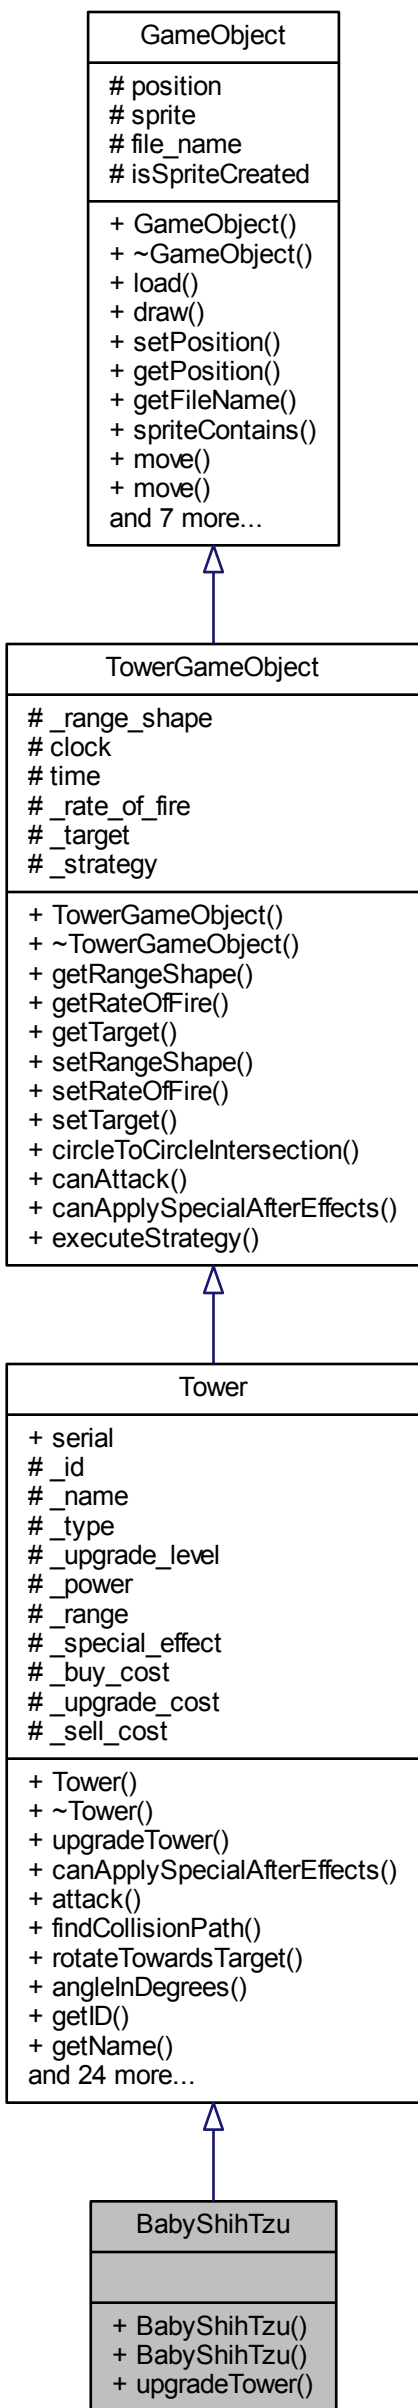 GameObject
# position
# sprite
# file_name
# isSpriteCreated
+ GameObject()
+ ~GameObject()
+ load()
+ draw()
+ setPosition()
+ getPosition()
+ getFileName()
+ spriteContains()
+ move()
+ move()
and 7 more...
TowerGameObject
# _range_shape
# clock
# time
# _rate_of_fire
# _target
# _strategy
+ TowerGameObject()
+ ~TowerGameObject()
+ getRangeShape()
+ getRateOfFire()
+ getTarget()
+ setRangeShape()
+ setRateOfFire()
+ setTarget()
+ circleToCircleIntersection()
+ canAttack()
+ canApplySpecialAfterEffects()
+ executeStrategy()
Tower
+ serial
# _id
# _name
# _type
# _upgrade_level
# _power
# _range
# _special_effect
# _buy_cost
# _upgrade_cost
# _sell_cost
+ Tower()
+ ~Tower()
+ upgradeTower()
+ canApplySpecialAfterEffects()
+ attack()
+ findCollisionPath()
+ rotateTowardsTarget()
+ angleInDegrees()
+ getID()
+ getName()
and 24 more...
BabyShihTzu
+ BabyShihTzu()
+ BabyShihTzu()
+ upgradeTower()